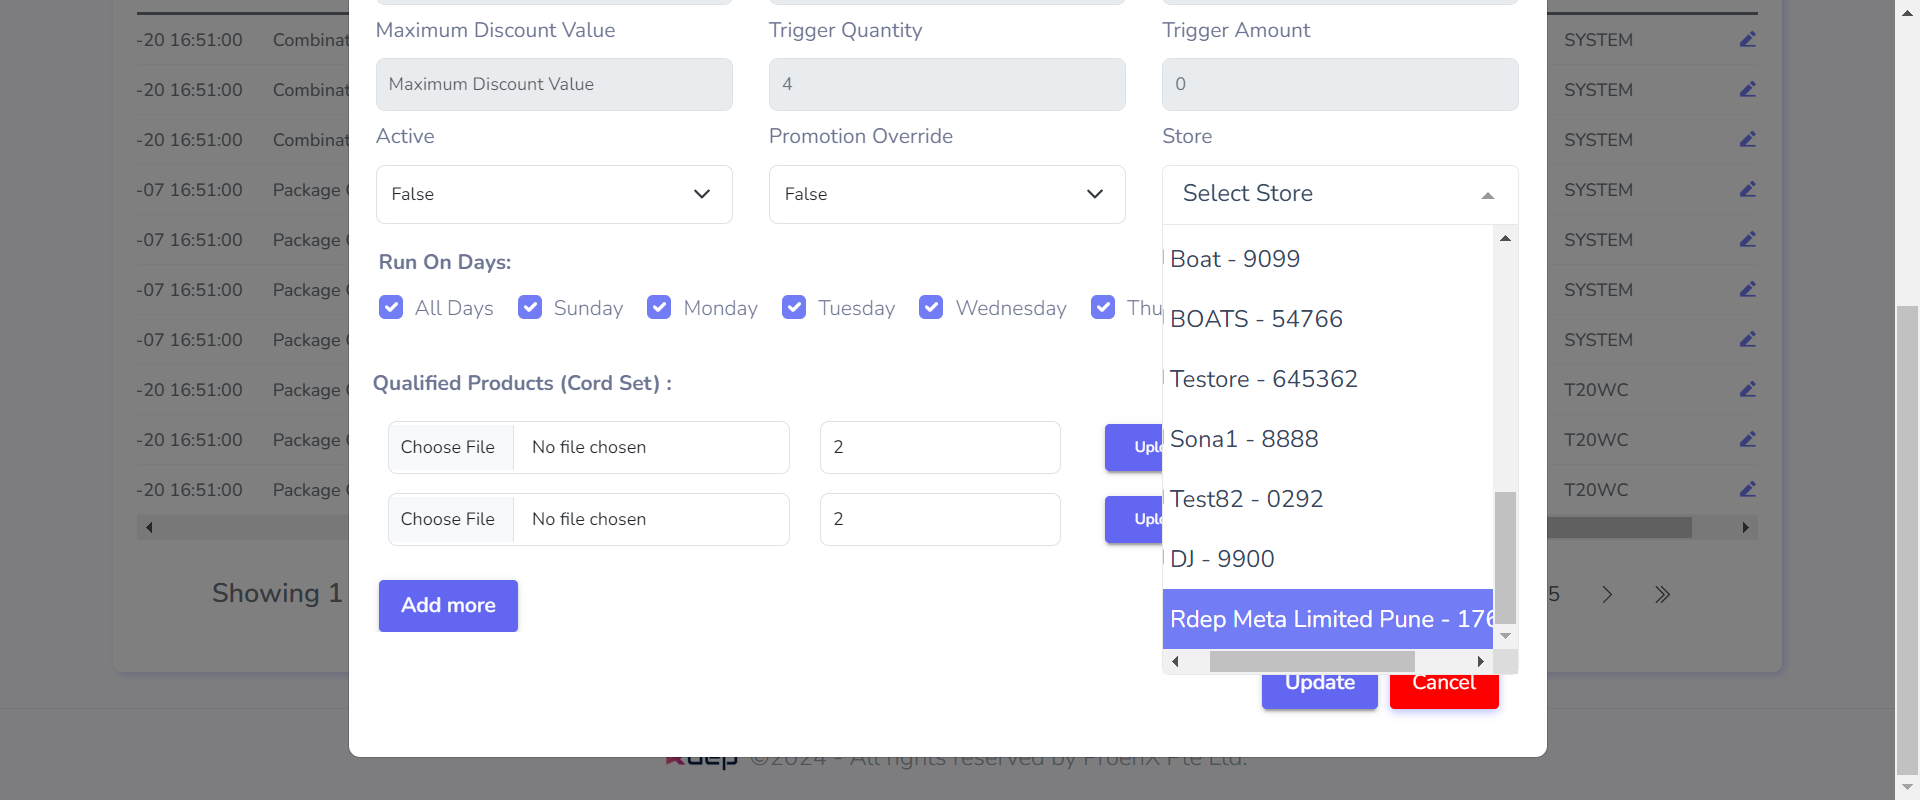 Maximum Discount Value Trigger Quantity Trigger Amount
-20 16:51:00 Combinat SYSTEM
Maximum Discount Value 4 0
-20 16:51:00 Combinat SYSTEM
Active Promotion Override Store
-20 16:51:00 Combinat SYSTEM
False False Select Store
-07 16:51:00 Package SYSTEM
-07 16:51:00 Package SYSTEM
Run On Days: Boat - 9099
-07 16:51:00 Package SYSTEM
All Days Sunday Monday Tuesday Wednesday Thu BOATS - 54766
-07 16:51:00 Package SYSTEM
Qualified Products (Cord Set) : Testore - 645362
-20 16:51:00 Package T20WC
Choose File No file chosen 2 Uplo Sona1 - 8888
-20 16:51:00 Package T20WC
-20 16:51:00 Package T20WC
Test82 - 0292
Choose File No file chosen 2 Uplo
DJ - 9900
Showing 1 5
Add more Rdep Meta Limited Pune - 176
Update Cancel
dep ©2024 - All rights reserved by ProenX Pte Ltd.